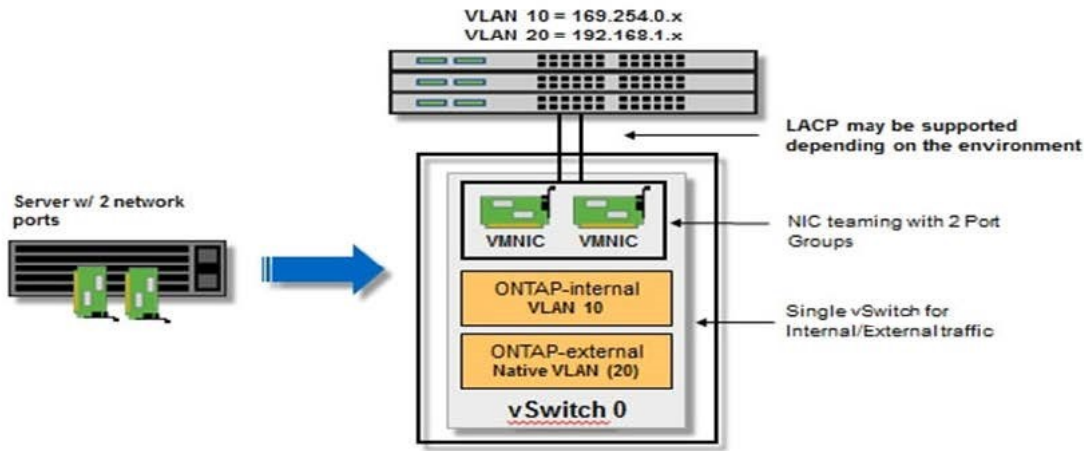 VLAN 10 = 169.254.0.x
VLAN 20 = 192.168.1.x
LACP may be supported
depending on the environment
Server w/ 2 network
ports
VMNIC
VMNIC
NIC teaming with 2 Port
Groups
ONTAP-internal
VLAN 10
Single vSwitch for
Internal/External traffic
ONTAP-external
Native VLAN (20)
vSwitch 0